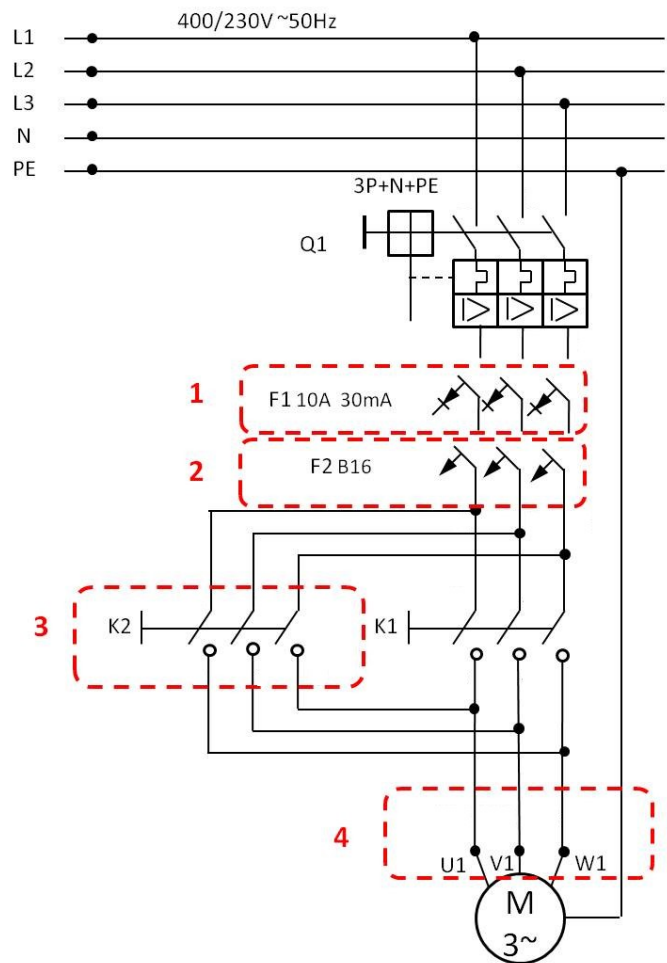 400/230V ~50Hz
L1
L2
L3
N
PE
3P+N+PE
Q1
1
F1 10A 30mA
2
F2 B16
3
K2
K1
4
U1
V1
W1
M
3~